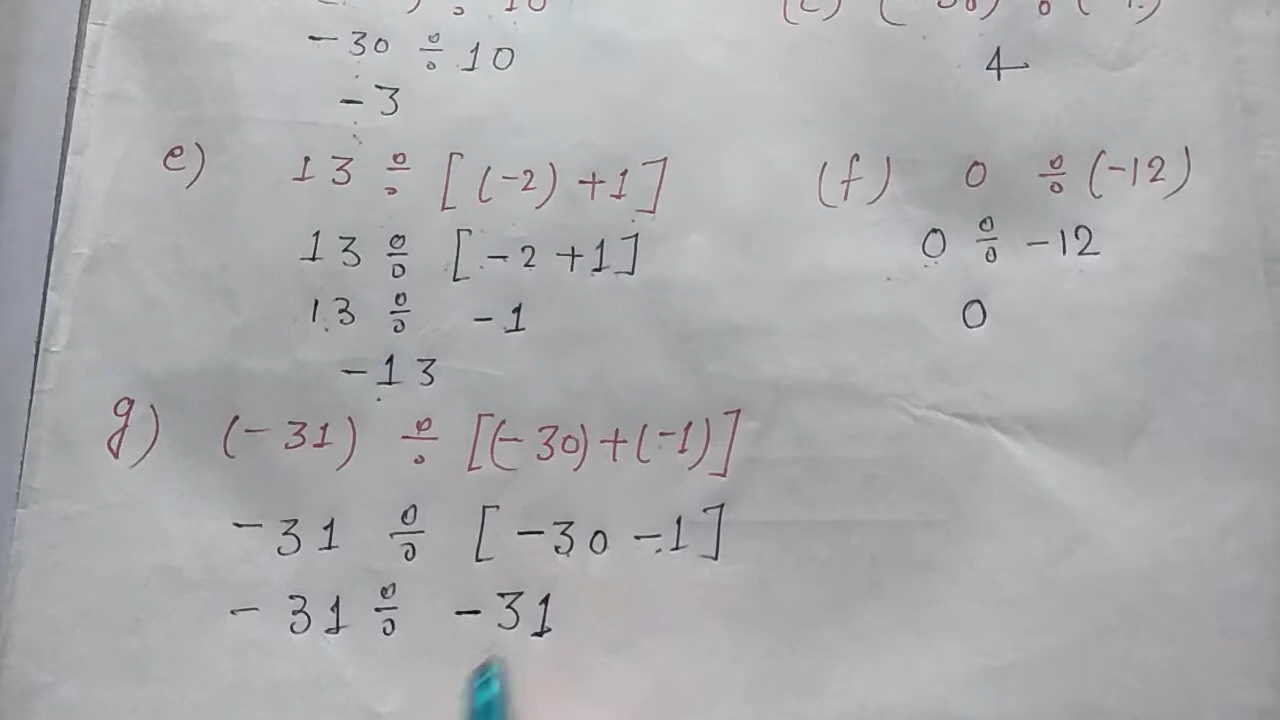 -30 ÷ 10
4
-3
e) 13 ÷ [(-2) +1]
13 ÷ [-2 +1]
13 ÷ -1
-13
(f) 0 ÷ (-12)
0 ÷ -12
0
g) (-31) ÷ [(-30)+(-1)]
-31 ÷ [-30 -1]
-31 ÷ -31